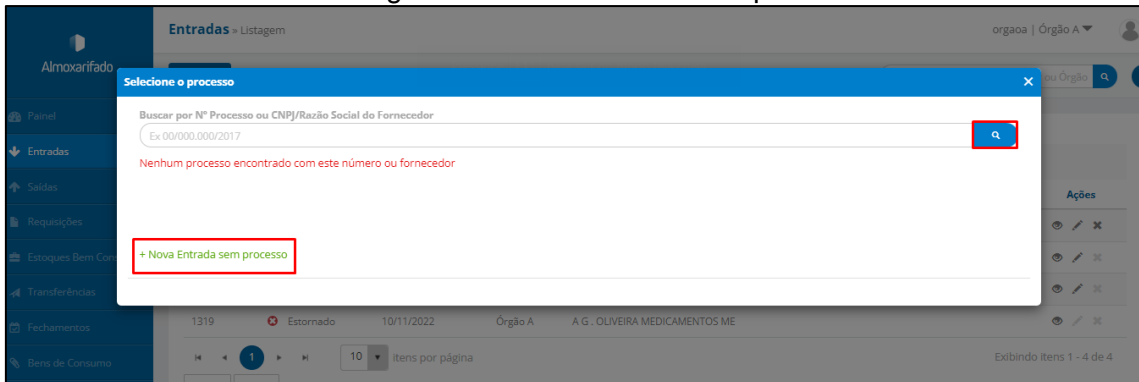 Entradas » Listagem
orgaoa | Órgão A
Almoxarifado
Selecione o processo
ou Órgão
Painel
Buscar por Nº Processo ou CNPJ/Razão Social do Fornecedor
Ex 00/000.000/2017
Entradas
Nenhum processo encontrado com este número ou fornecedor
Saídas
Ações
Requisições
+ Nova Entrada sem processo
Estoques Bem Con
Transferências
1319 Estornado 10/11/2022 Órgão A A G . OLIVEIRA MEDICAMENTOS ME
Fechamentos
1 10 itens por página Exibindo itens 1 - 4 de 4
Bens de Consumo